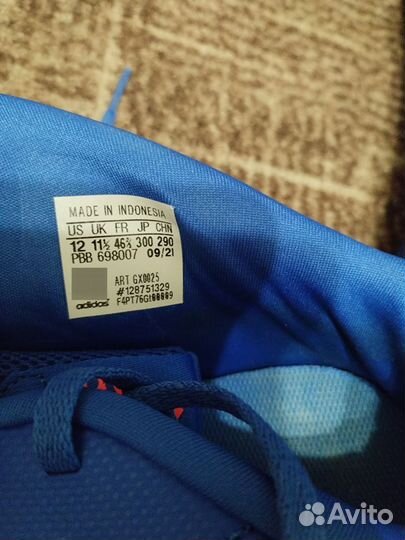 MADE IN INDONESIA
US UK FR JP CHN
12 11½ 46⅔ 300 290
PBB 698007 09/21
ART GX0025
#128751329
adidas F4PT76G188889
Avito